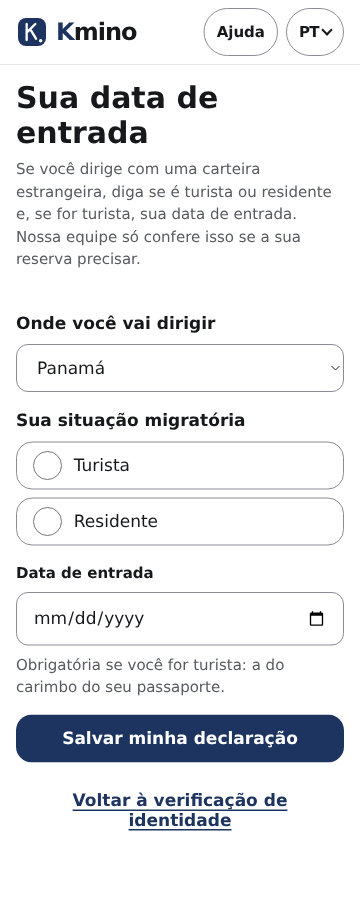 K. Kmino
Ajuda
PT
Sua data de
entrada
Se você dirige com uma carteira
estrangeira, diga se é turista ou residente
e, se for turista, sua data de entrada.
Nossa equipe só confere isso se a sua
reserva precisar.
Onde você vai dirigir
Panamá
Sua situação migratória
Turista
Residente
Data de entrada
mm/dd/yyyy
Obrigatória se você for turista: a do
carimbo do seu passaporte.
Salvar minha declaração
Voltar à verificação de
identidade